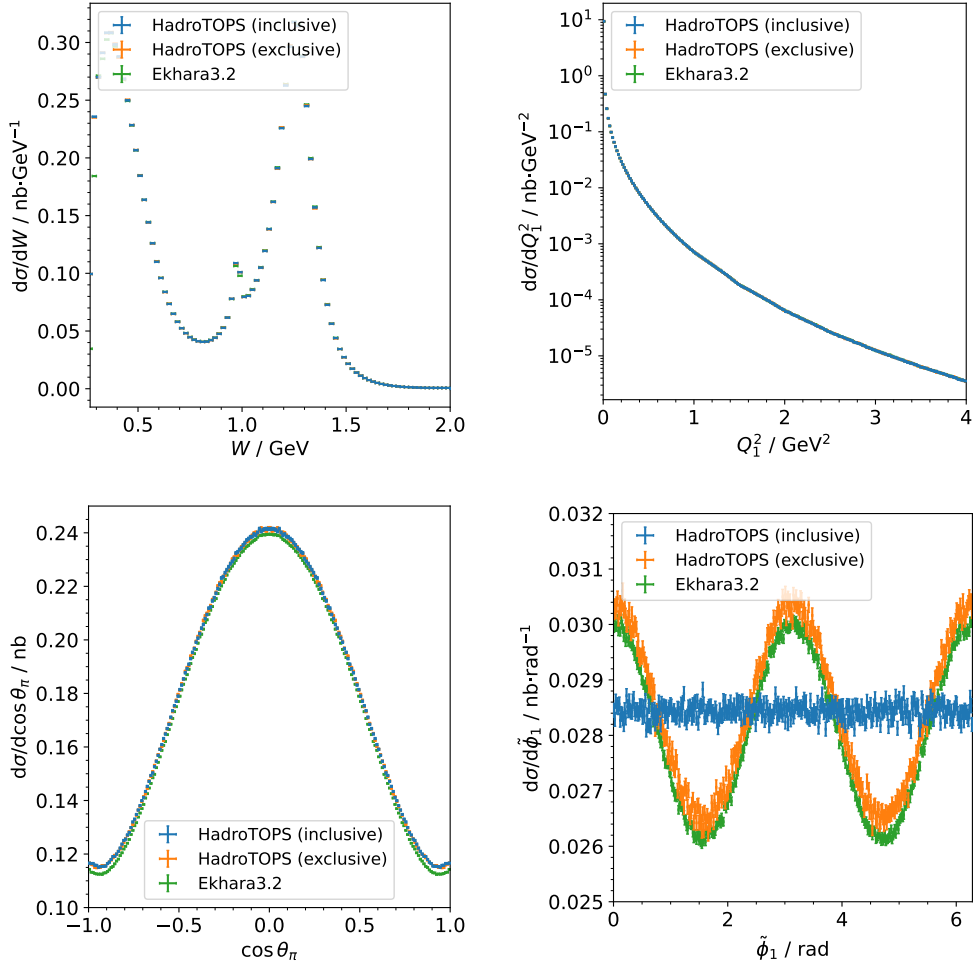 HadroTOPS (inclusive)
HadroTOPS (exclusive)
Ekhara3.2
dσ/dW / nb·GeV⁻¹
0.30
0.25
0.20
0.15
0.10
0.05
0.00
0.5
1.0
1.5
2.0
W / GeV
HadroTOPS (inclusive)
HadroTOPS (exclusive)
Ekhara3.2
dσ/dQ₁² / nb·GeV⁻²
10¹
10⁰
10⁻¹
10⁻²
10⁻³
10⁻⁴
10⁻⁵
0
1
2
3
4
Q₁² / GeV²
dσ/dcos θπ / nb
0.24
0.22
0.20
0.18
0.16
0.14
0.12
0.10
HadroTOPS (inclusive)
HadroTOPS (exclusive)
Ekhara3.2
−1.0
−0.5
0.0
0.5
1.0
cos θπ
HadroTOPS (inclusive)
HadroTOPS (exclusive)
Ekhara3.2
dσ/dφ̃₁ / nb·rad⁻¹
0.032
0.031
0.030
0.029
0.028
0.027
0.026
0.025
0
2
4
6
φ̃₁ / rad